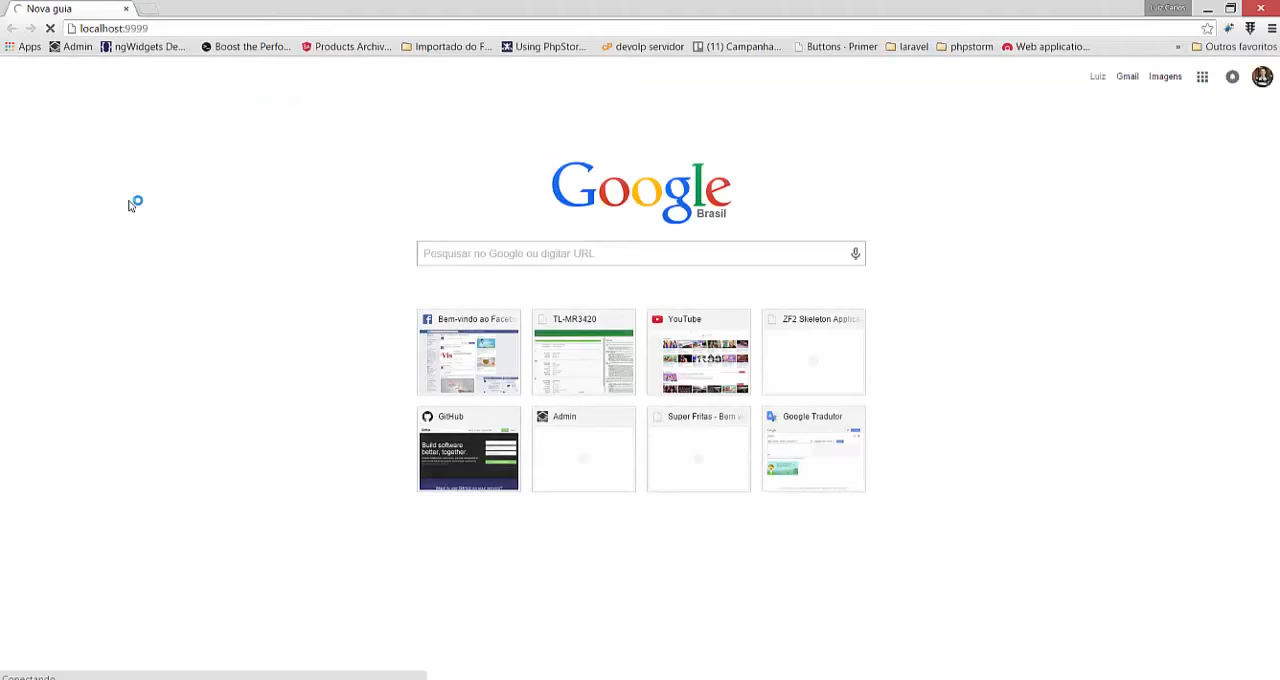 Nova guia
Luiz Carlos
localhost:9999
Apps Admin ngWidgets De... Boost the Perfo... Products Archiv... Importado do F... Using PhpStor... devolp servidor (11) Campanha... Buttons · Primer laravel phpstorm Web applicatio... » Outros favoritos
Luiz Gmail Imagens
Google
Brasil
Pesquisar no Google ou digitar URL
Bem-vindo ao Faceb
TL-MR3420
YouTube
ZF2 Skeleton Applic
GitHub
Admin
Super Fritas - Bem v
Google Tradutor
Build software
better, together.
Conectando